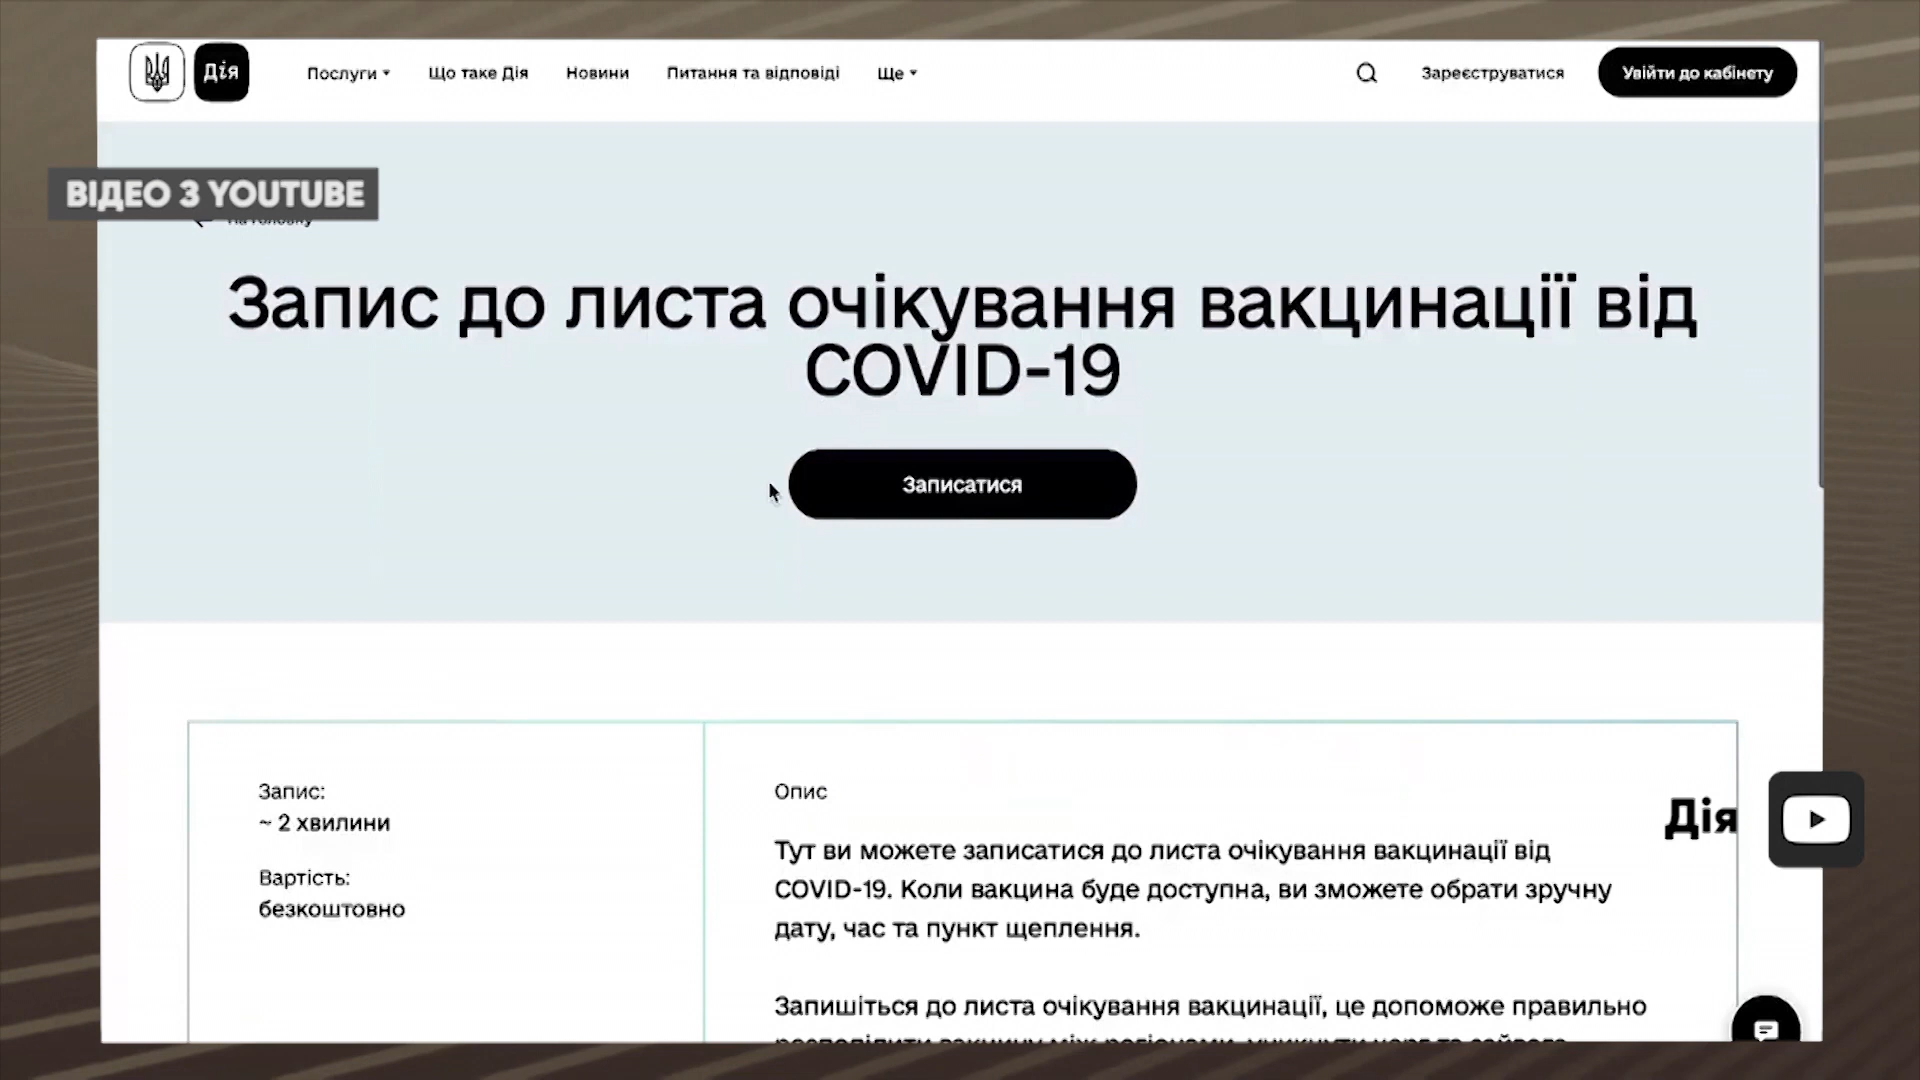 Дія
Послуги
Що таке Дія
Новини
Питання та відповіді
Ще
Зареєструватися
Увійти до кабінету
ВІДЕО З YOUTUBE
На головну
Запис до листа очікування вакцинації від
COVID-19
Записатися
Запис:
~ 2 хвилини
Вартість:
безкоштовно
Опис
Дія
Тут ви можете записатися до листа очікування вакцинації від
COVID-19. Коли вакцина буде доступна, ви зможете обрати зручну
дату, час та пункт щеплення.
Запишіться до листа очікування вакцинації, це допоможе правильно